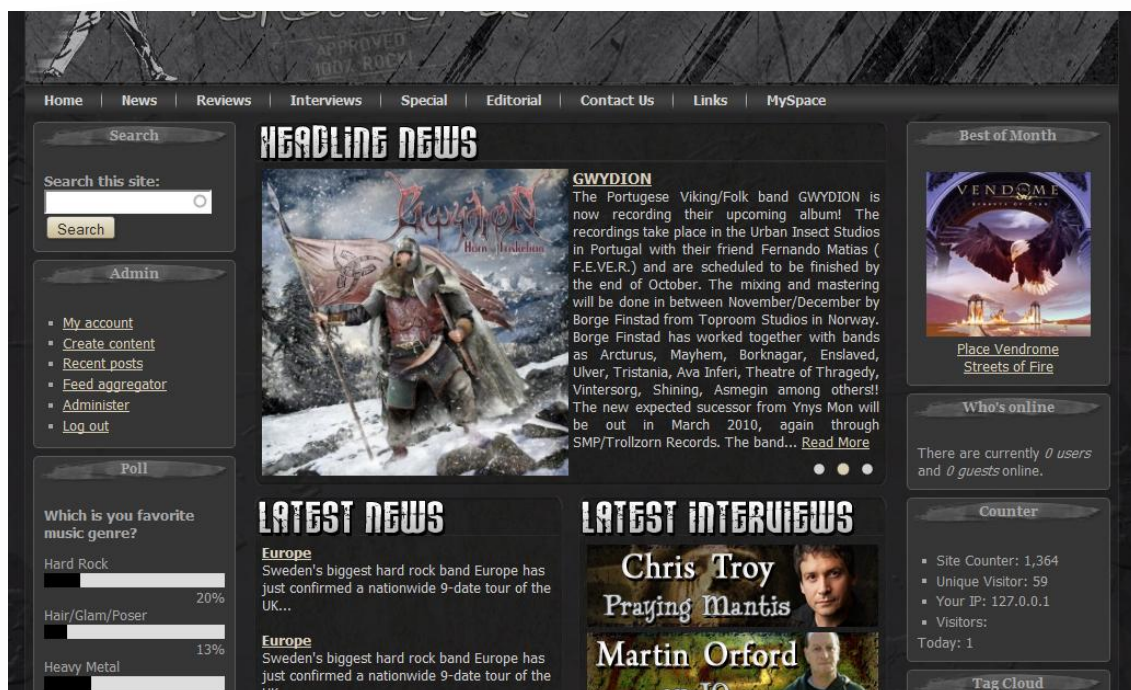 APPROVED
100% ROCK!
Home | News | Reviews | Interviews | Special | Editorial | Contact Us | Links | MySpace
Search
Search this site:
Search
Admin
My account
Create content
Recent posts
Feed aggregator
Administer
Log out
Poll
Which is you favorite
music genre?
Hard Rock
20%
Hair/Glam/Poser
13%
Heavy Metal
HEADLINE NEWS
Gwydion
Horn Triskelion
GWYDION
The Portugese Viking/Folk band GWYDION is
now recording their upcoming album! The
recordings take place in the Urban Insect Studios
in Portugal with their friend Fernando Matias (
F.E.VE.R.) and are scheduled to be finished by
the end of October. The mixing and mastering
will be done in between November/December by
Borge Finstad from Toproom Studios in Norway.
Borge Finstad has worked together with bands
as Arcturus, Mayhem, Borknagar, Enslaved,
Ulver, Tristania, Ava Inferi, Theatre of Thragedy,
Vintersorg, Shining, Asmegin among others!!
The new expected sucessor from Ynys Mon will
be out in March 2010, again through
SMP/Trollzorn Records. The band... Read More
LATEST NEWS
Europe
Sweden's biggest hard rock band Europe has
just confirmed a nationwide 9-date tour of the
UK...
Europe
Sweden's biggest hard rock band Europe has
just confirmed a nationwide 9-date tour of the
LATEST INTERVIEWS
Chris Troy
Praying Mantis
Martin Orford
Best of Month
VENDOME
STREETS OF FIRE
Place Vendrome
Streets of Fire
Who's online
There are currently 0 users
and 0 guests online.
Counter
Site Counter: 1,364
Unique Visitor: 59
Your IP: 127.0.0.1
Visitors:
Today: 1
Tag Cloud